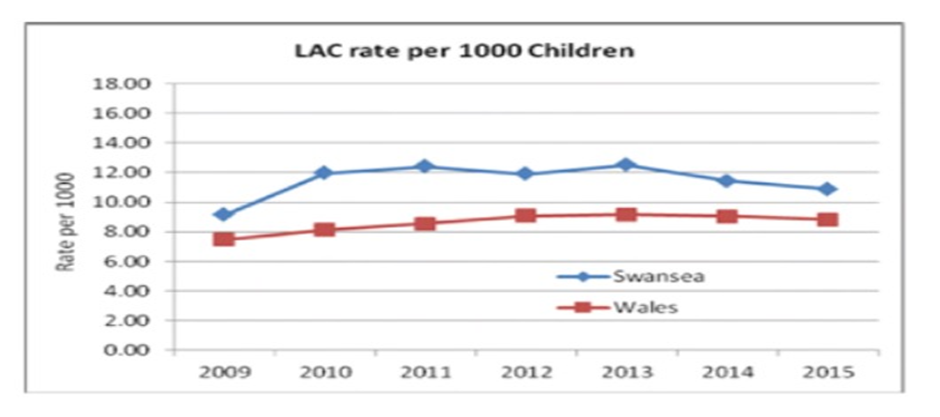 LAC rate per 1000 Children
18.00
16.00
14.00
12.00
10.00
8.00
6.00
4.00
2.00
0.00
Rate per 1000
Swansea
Wales
2009 2010 2011 2012 2013 2014 2015